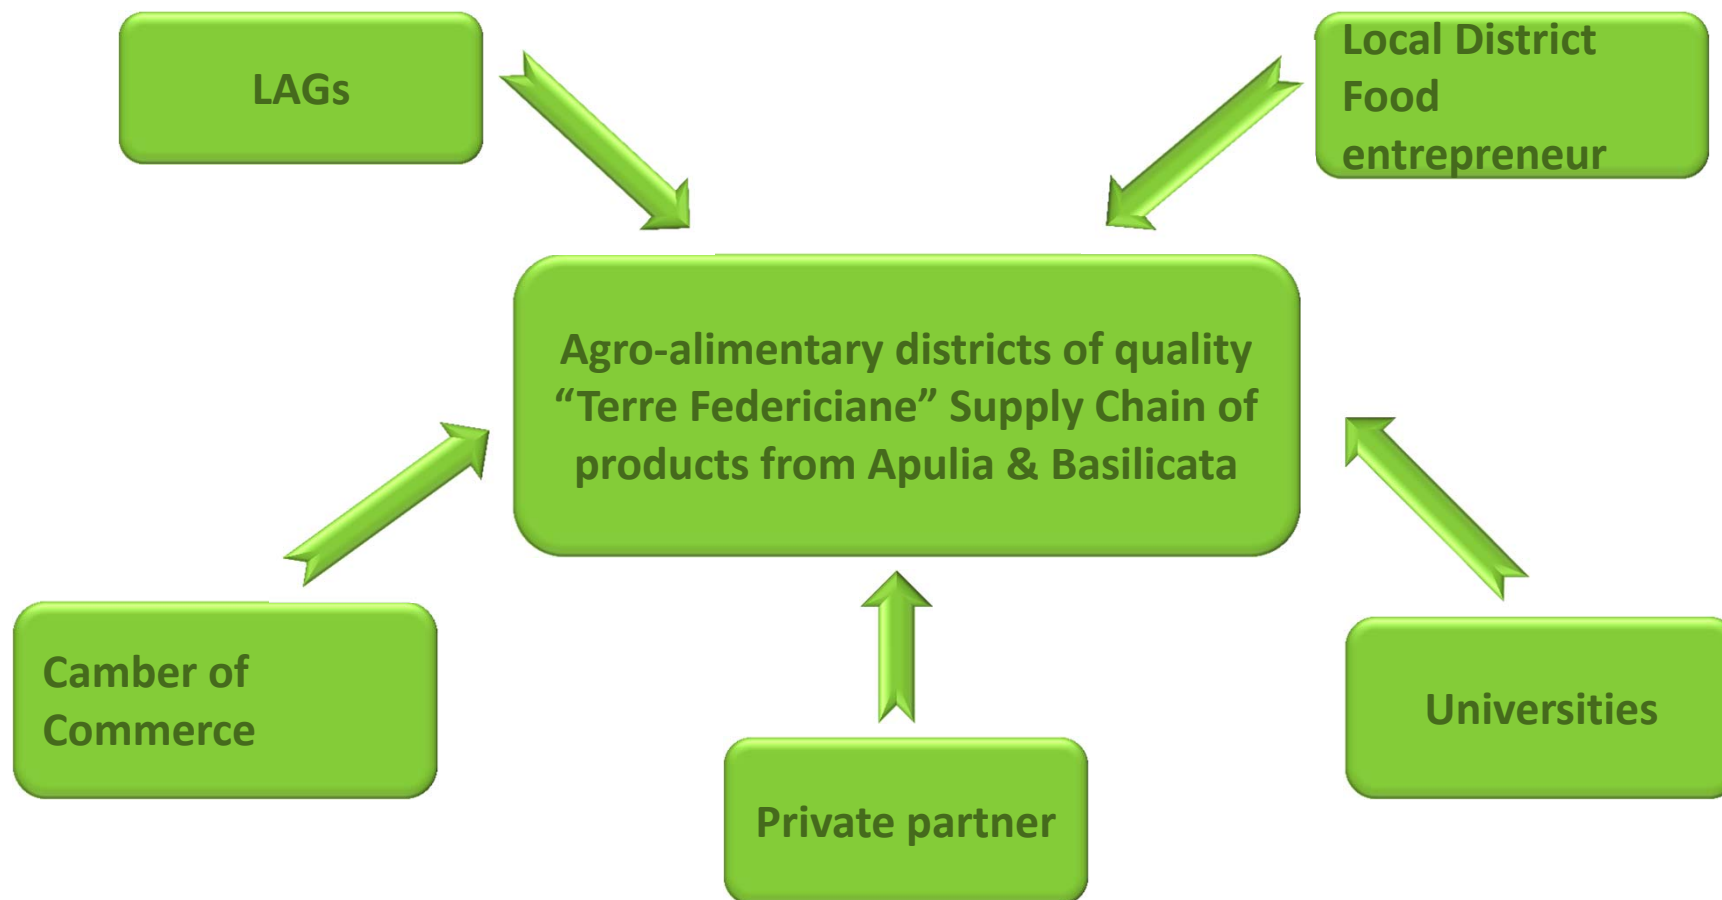 LAGs
Local District
Food
entrepreneur
Agro-alimentary districts of quality
“Terre Federiciane” Supply Chain of
products from Apulia & Basilicata
Camber of
Commerce
Private partner
Universities